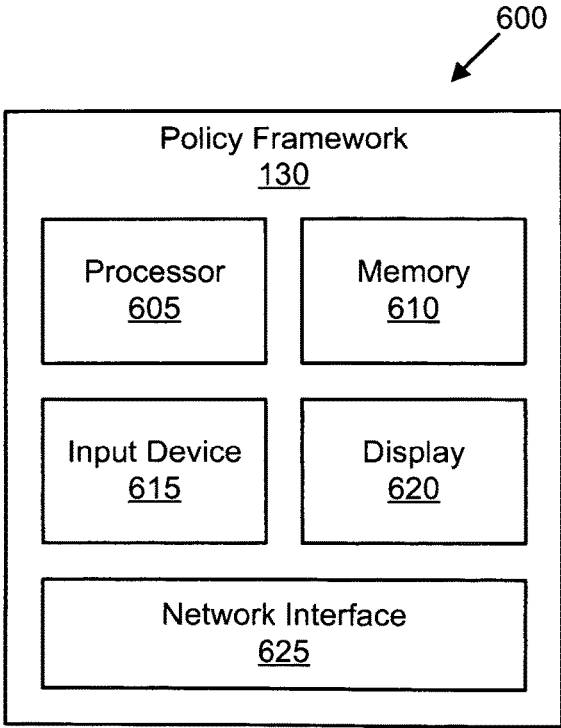 600
Policy Framework
130
Processor
605
Memory
610
Input Device
615
Display
620
Network Interface
625